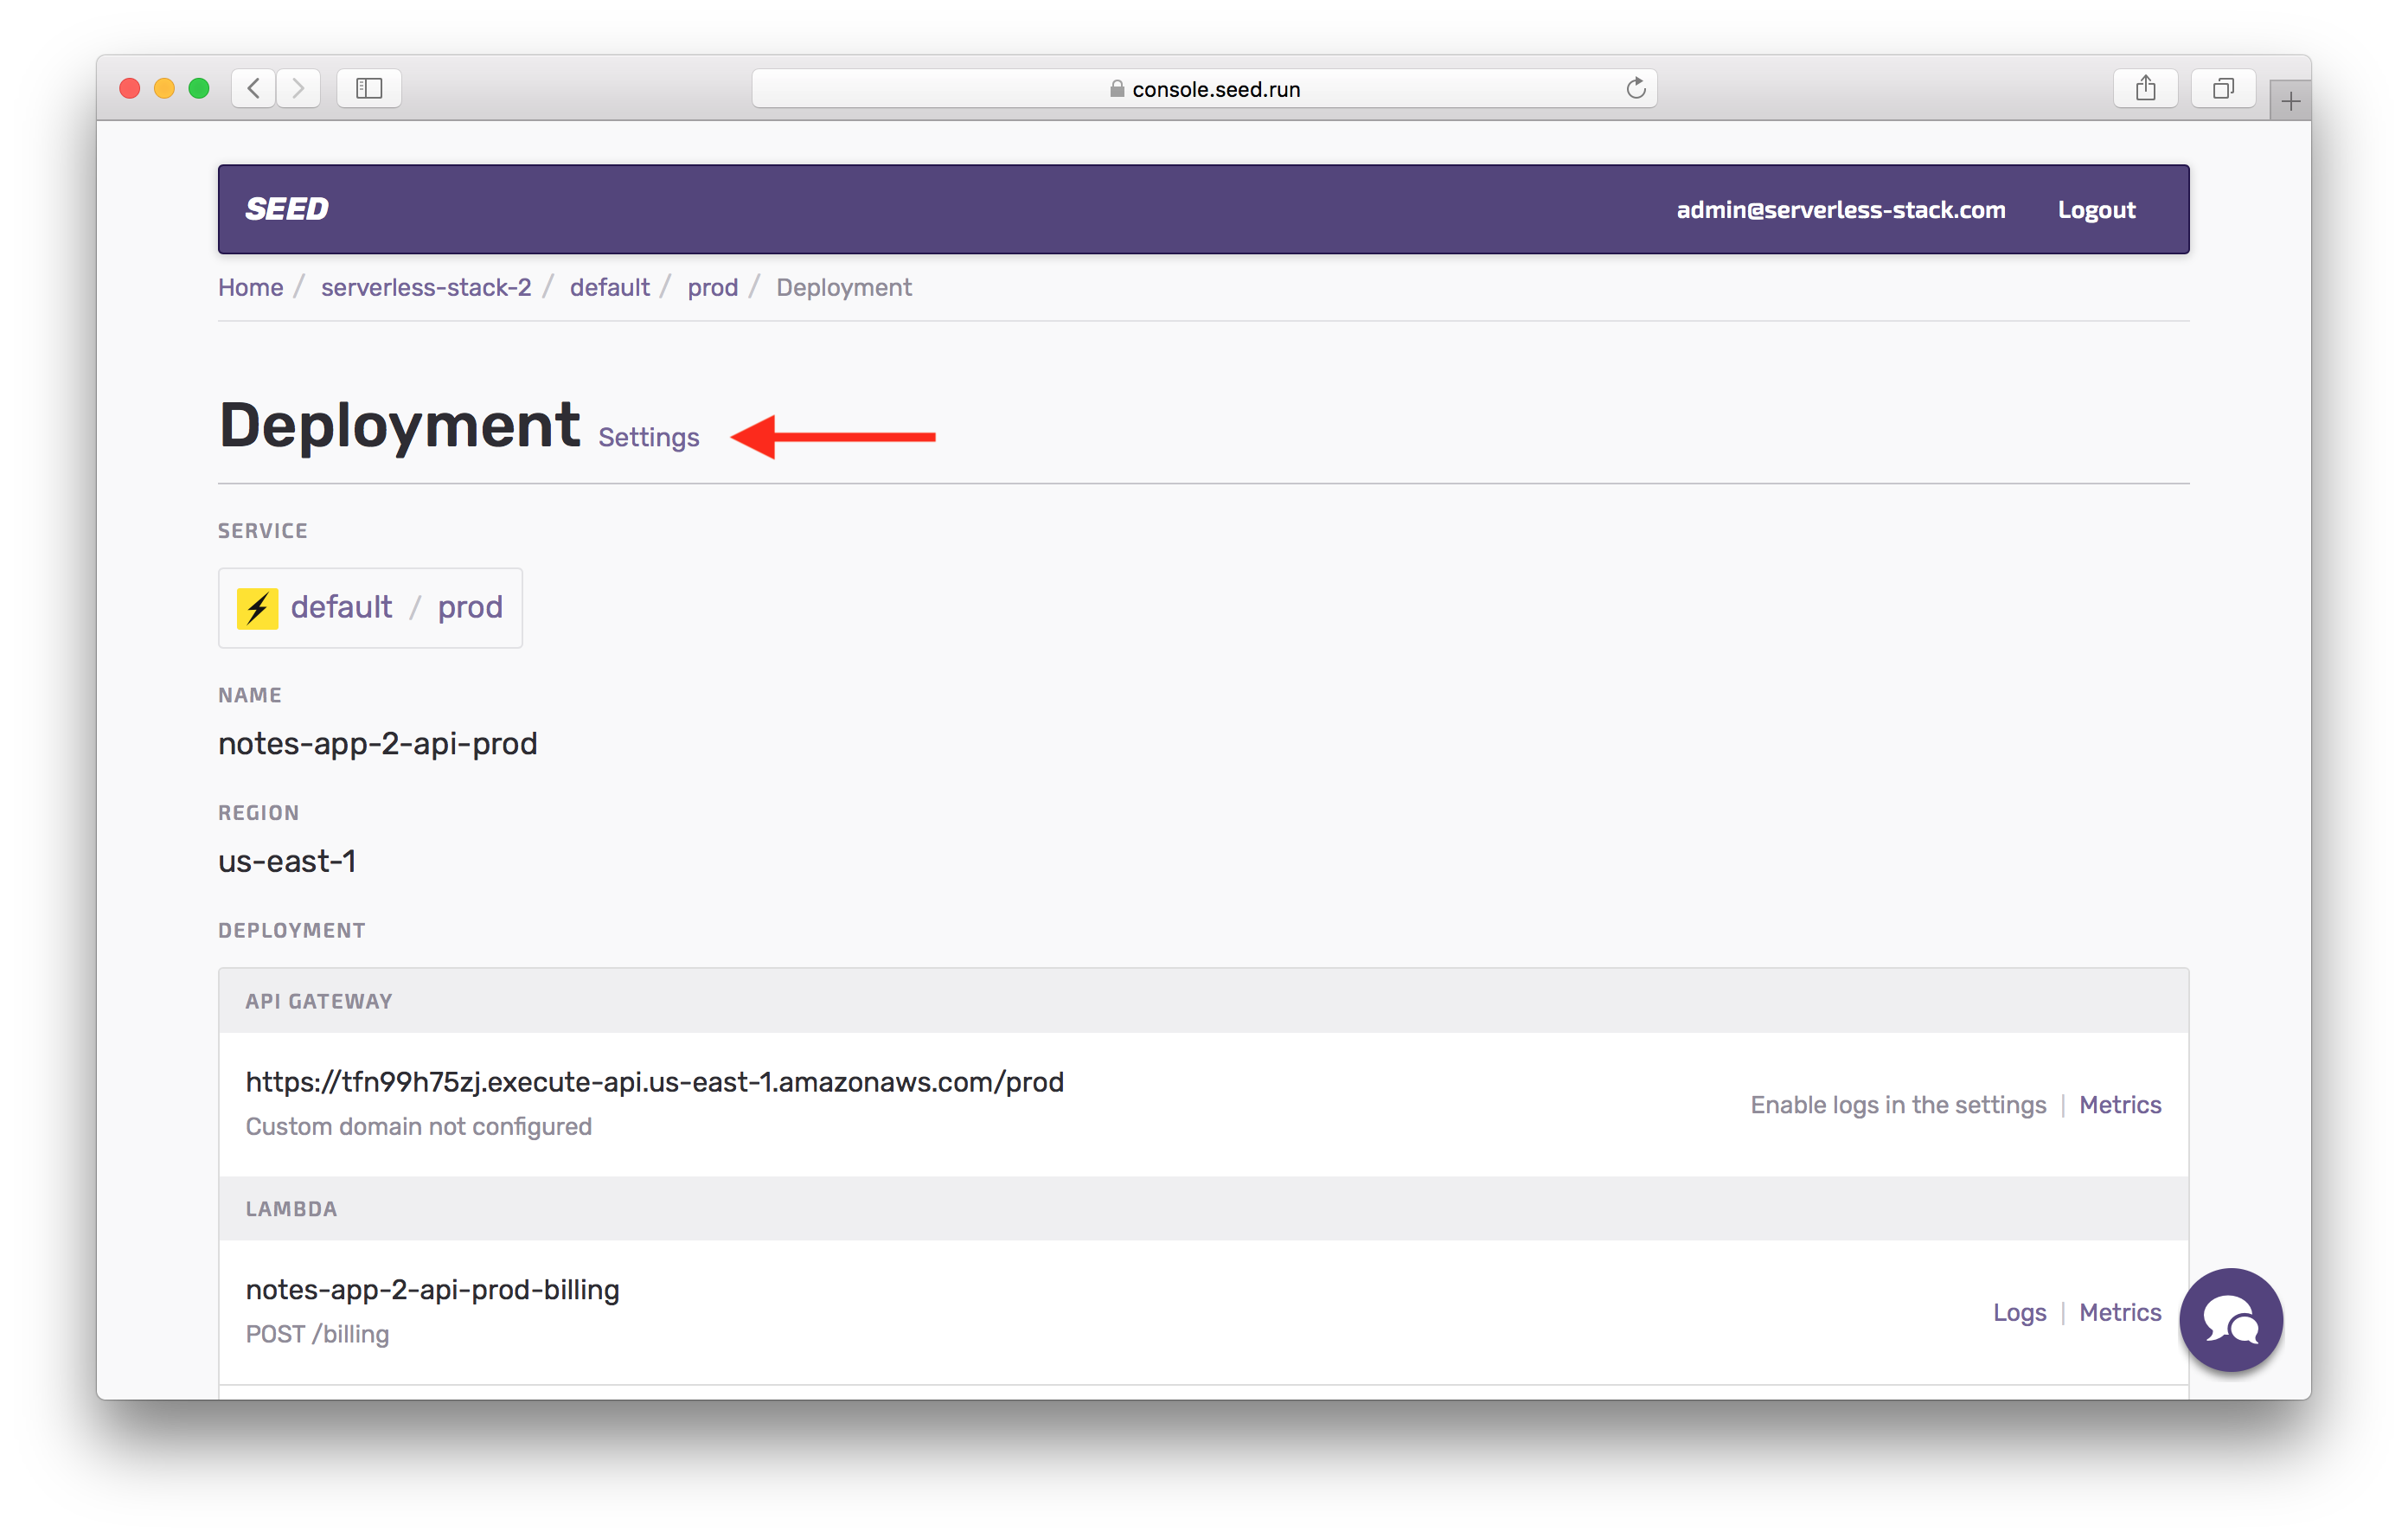 console.seed.run
SEED admin@serverless-stack.com Logout
Home / serverless-stack-2 / default / prod / Deployment
Deployment Settings
SERVICE
default / prod
NAME
notes-app-2-api-prod
REGION
us-east-1
DEPLOYMENT
API GATEWAY
https://tfn99h75zj.execute-api.us-east-1.amazonaws.com/prod
Custom domain not configured
Enable logs in the settings | Metrics
LAMBDA
notes-app-2-api-prod-billing
POST /billing
Logs | Metrics